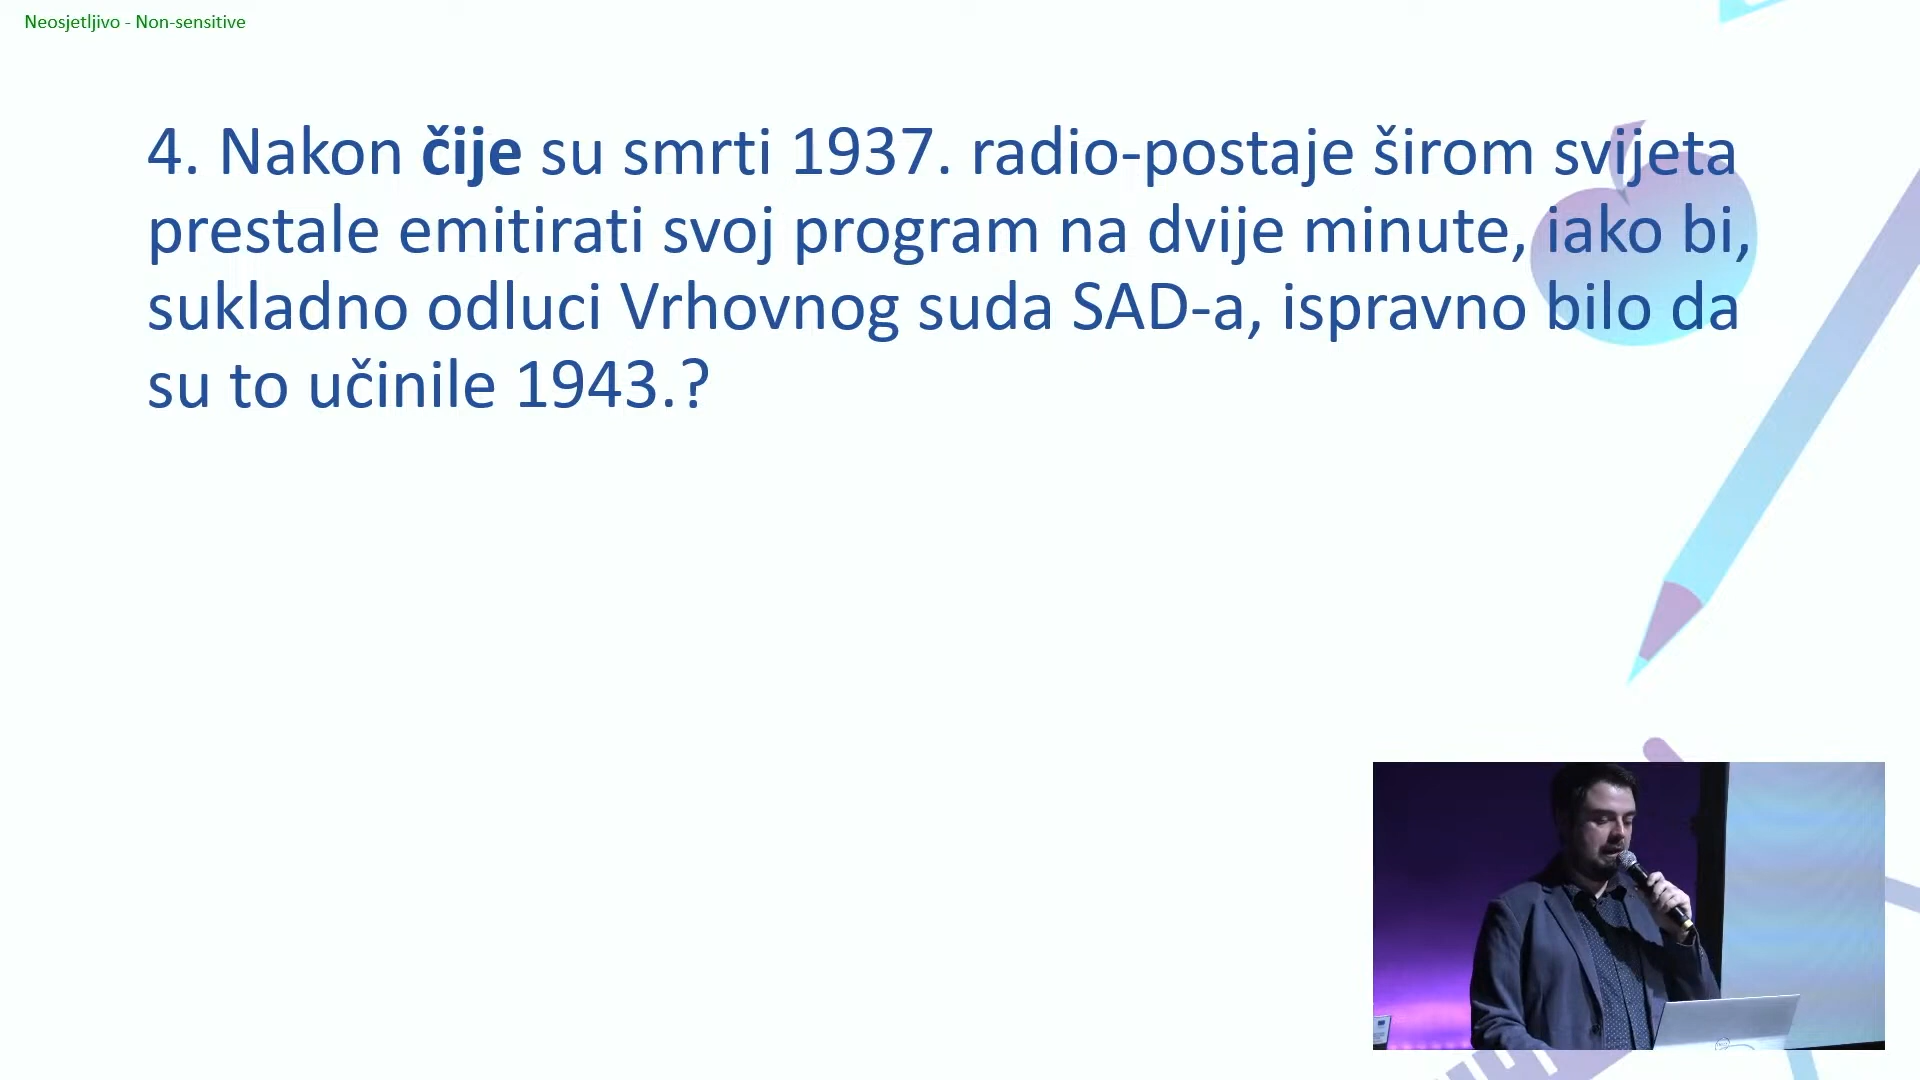 Neosjetljivo - Non-sensitive
4. Nakon čije su smrti 1937. radio-postaje širom svijeta
prestale emitirati svoj program na dvije minute, iako bi,
sukladno odluci Vrhovnog suda SAD-a, ispravno bilo da
su to učinile 1943.?